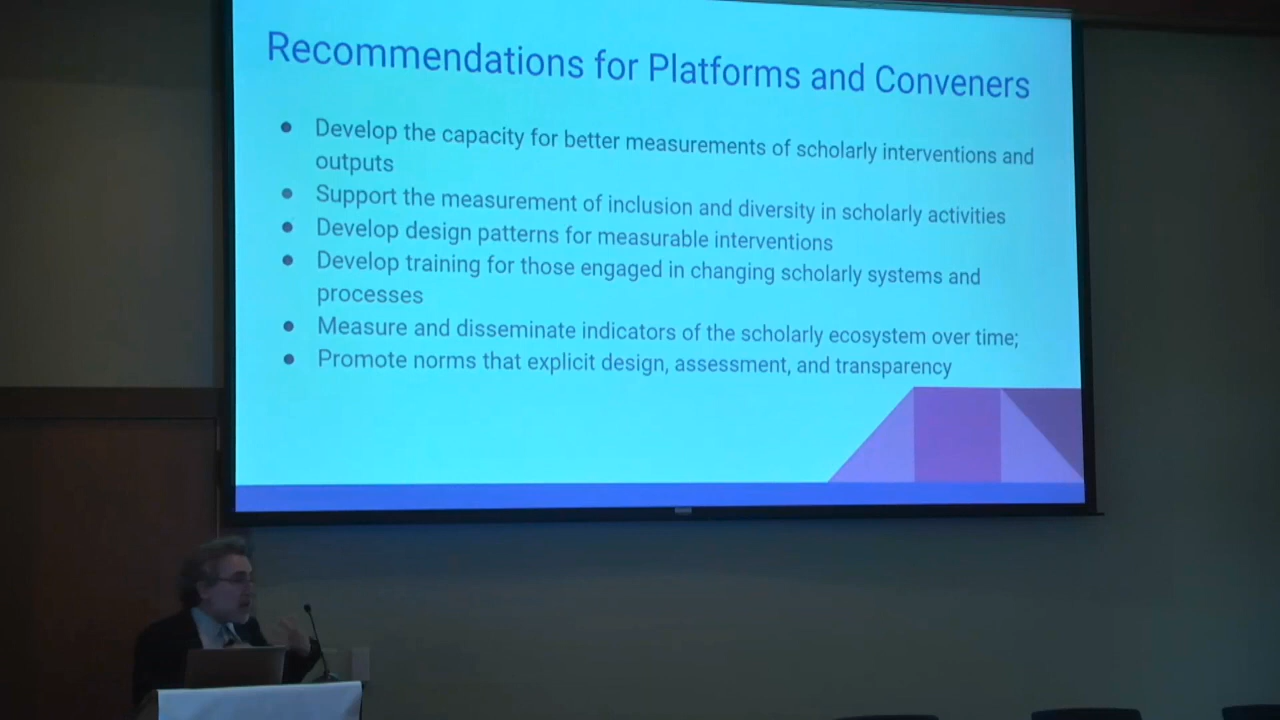 Recommendations for Platforms and Conveners
● Develop the capacity for better measurements of scholarly interventions and
outputs
● Support the measurement of inclusion and diversity in scholarly activities
● Develop design patterns for measurable interventions
● Develop training for those engaged in changing scholarly systems and
processes
● Measure and disseminate indicators of the scholarly ecosystem over time;
● Promote norms that explicit design, assessment, and transparency